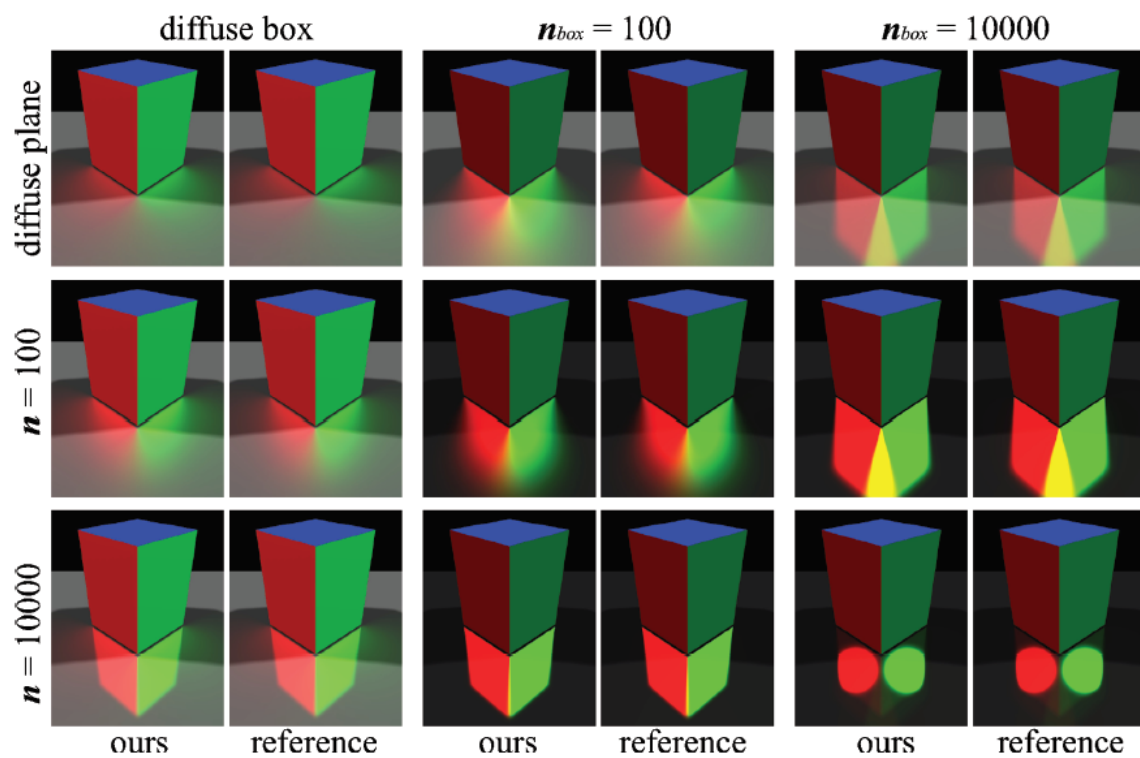 diffuse box
n_box = 100
n_box = 10000
diffuse plane
n = 100
n = 10000
ours
reference
ours
reference
ours
reference